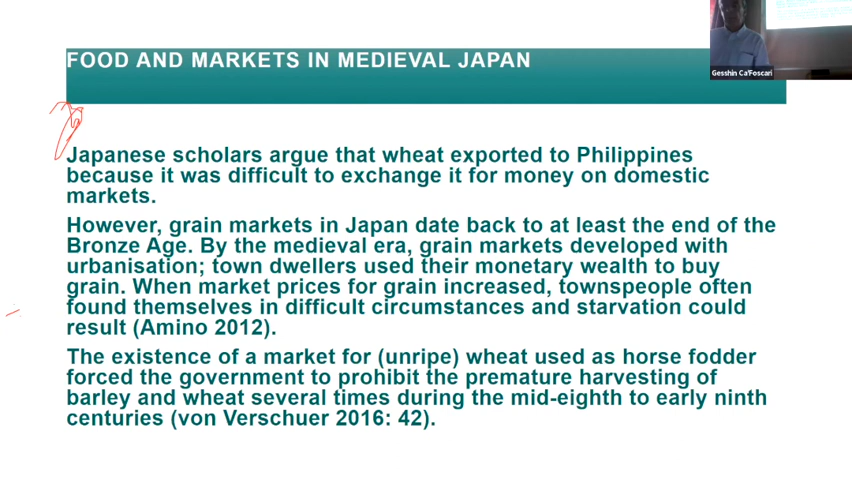 FOOD AND MARKETS IN MEDIEVAL JAPAN
Gesshin Ca'Foscari
Japanese scholars argue that wheat exported to Philippines
because it was difficult to exchange it for money on domestic
markets.
However, grain markets in Japan date back to at least the end of the
Bronze Age. By the medieval era, grain markets developed with
urbanisation; town dwellers used their monetary wealth to buy
grain. When market prices for grain increased, townspeople often
found themselves in difficult circumstances and starvation could
result (Amino 2012).
The existence of a market for (unripe) wheat used as horse fodder
forced the government to prohibit the premature harvesting of
barley and wheat several times during the mid-eighth to early ninth
centuries (von Verschuer 2016: 42).